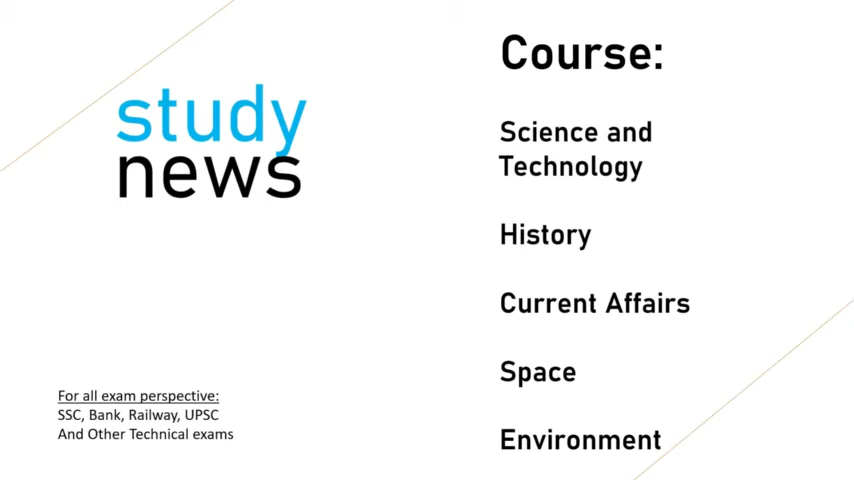 study
news
For all exam perspective:
SSC, Bank, Railway, UPSC
And Other Technical exams
Course:
Science and
Technology
History
Current Affairs
Space
Environment